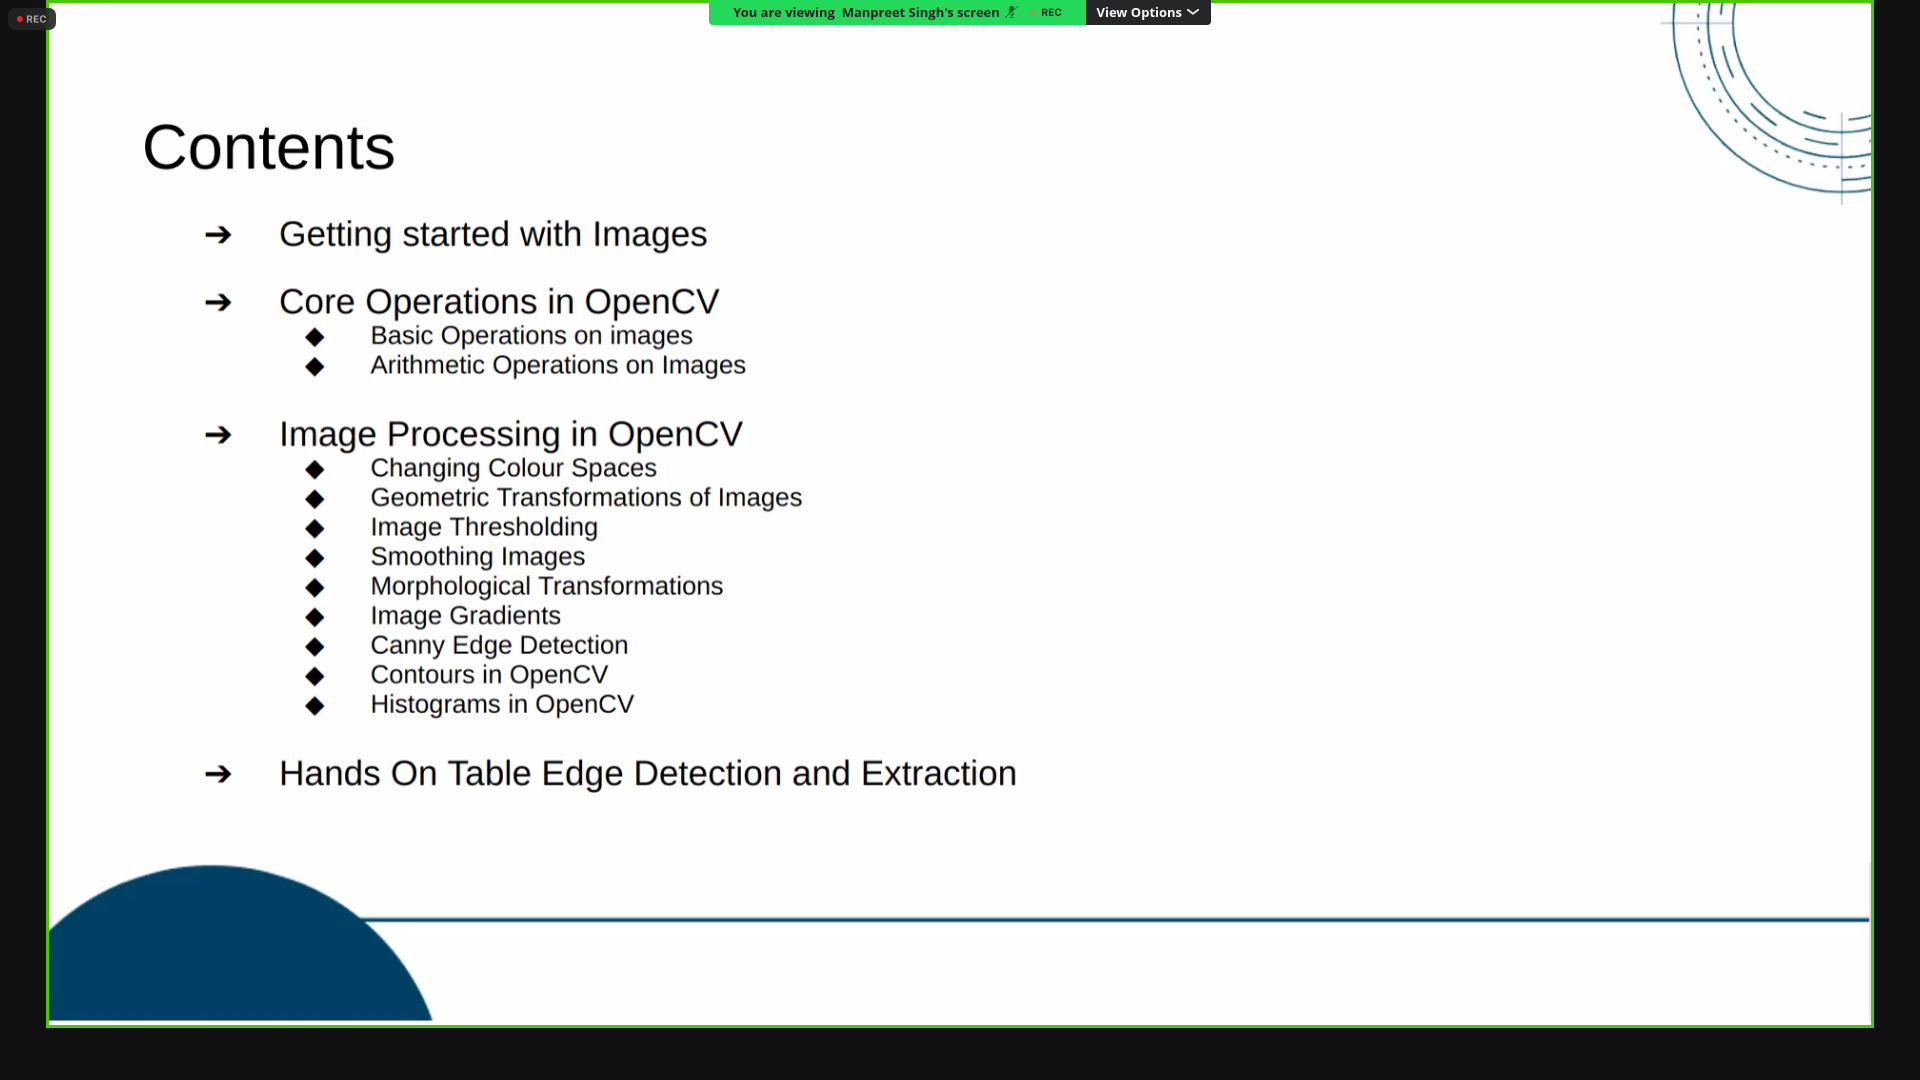 REC
You are viewing Manpreet Singh's screen REC View Options
Contents
➔ Getting started with Images
➔ Core Operations in OpenCV
◆ Basic Operations on images
◆ Arithmetic Operations on Images
➔ Image Processing in OpenCV
◆ Changing Colour Spaces
◆ Geometric Transformations of Images
◆ Image Thresholding
◆ Smoothing Images
◆ Morphological Transformations
◆ Image Gradients
◆ Canny Edge Detection
◆ Contours in OpenCV
◆ Histograms in OpenCV
➔ Hands On Table Edge Detection and Extraction